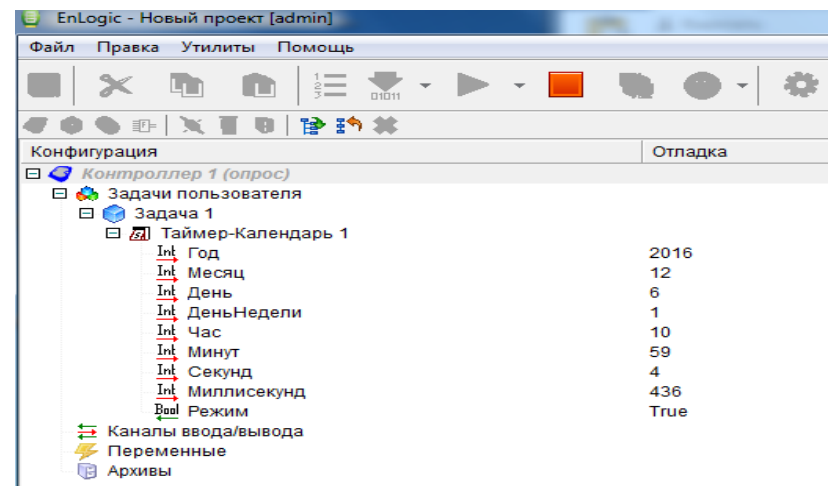 EnLogic - Новый проект [admin]
Файл Правка Утилиты Помощь
Конфигурация Отладка
Контроллер 1 (опрос)
Задачи пользователя
Задача 1
Таймер-Календарь 1
Int Год 2016
Int Месяц 12
Int День 6
Int ДеньНедели 1
Int Час 10
Int Минут 59
Int Секунд 4
Int Миллисекунд 436
Bool Режим True
Каналы ввода/вывода
Переменные
Архивы